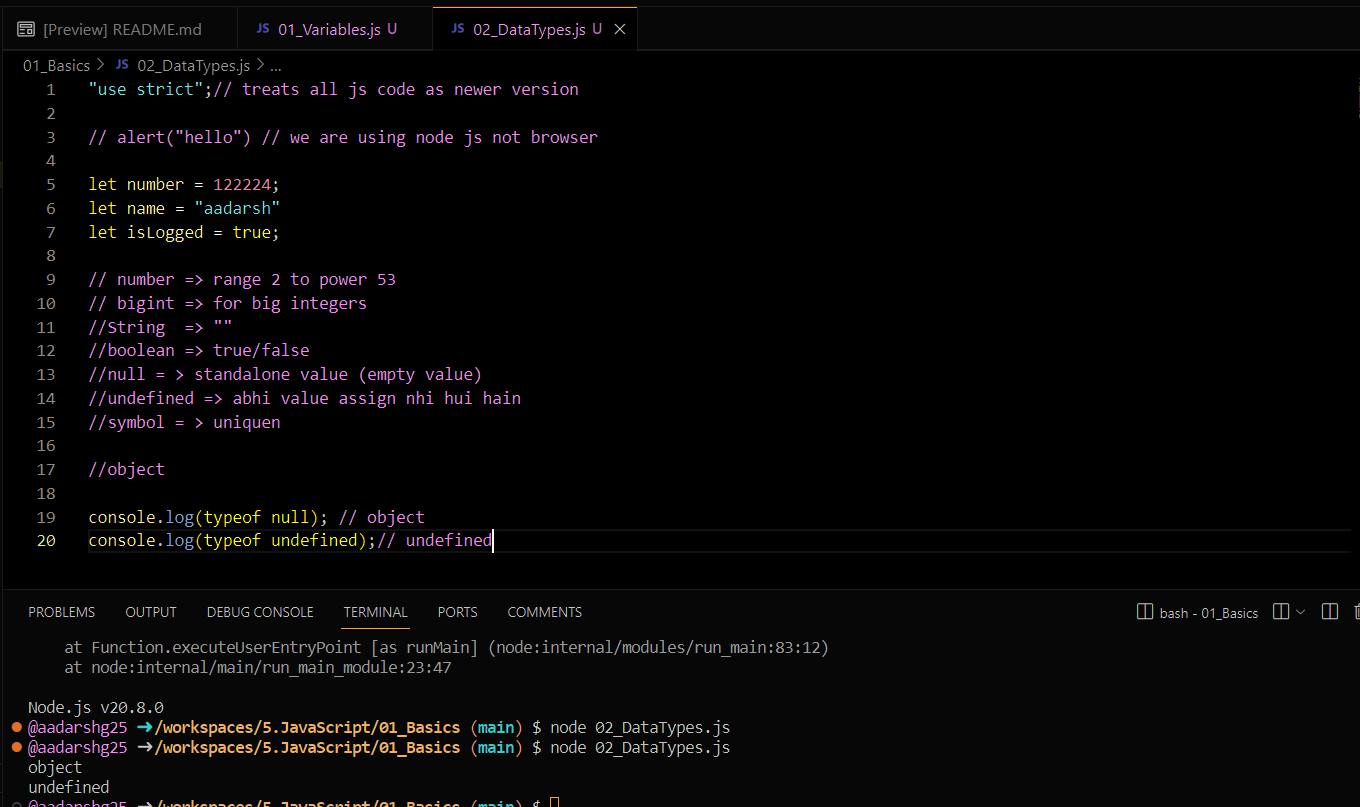 [Preview] README.md JS 01_Variables.js U JS 02_DataTypes.js U
01_Basics > JS 02_DataTypes.js > ...
1 "use strict";// treats all js code as newer version
2
3 // alert("hello") // we are using node js not browser
4
5 let number = 122224;
6 let name = "aadarsh"
7 let isLogged = true;
8
9 // number => range 2 to power 53
10 // bigint => for big integers
11 //String  => ""
12 //boolean => true/false
13 //null = > standalone value (empty value)
14 //undefined => abhi value assign nhi hui hain
15 //symbol = > uniquen
16
17 //object
18
19 console.log(typeof null); // object
20 console.log(typeof undefined);// undefined
PROBLEMS OUTPUT DEBUG CONSOLE TERMINAL PORTS COMMENTS bash - 01_Basics
at Function.executeUserEntryPoint [as runMain] (node:internal/modules/run_main:83:12)
at node:internal/main/run_main_module:23:47
Node.js v20.8.0
@aadarshg25 ➜/workspaces/5.JavaScript/01_Basics (main) $ node 02_DataTypes.js
@aadarshg25 ➜/workspaces/5.JavaScript/01_Basics (main) $ node 02_DataTypes.js
object
undefined
@aadarshg25 ➜/workspaces/5.JavaScript/01_Basics (main) $